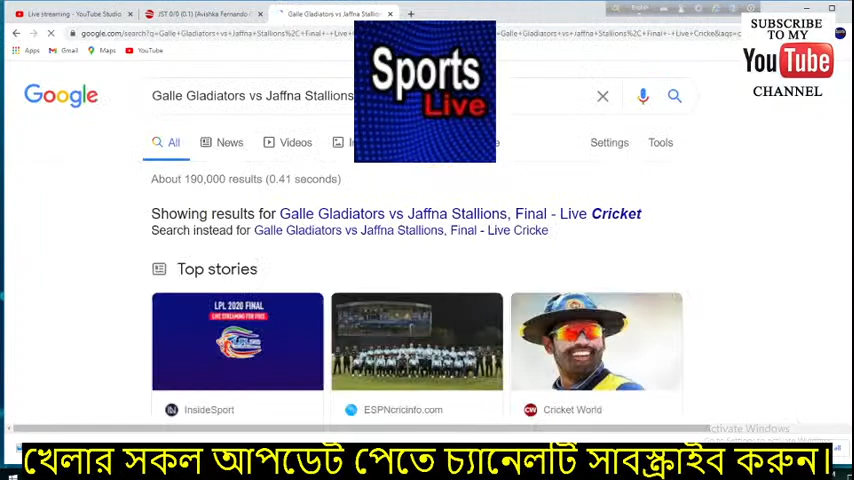 Live streaming - YouTube Studio
JST 0/0 (0.1) (Avishka Fernando
Galle Gladiators vs Jaffna Stallions
SUBSCRIBE
TO MY
YouTube
CHANNEL
Apps Gmail Maps YouTube
Sports
Live
Google
Galle Gladiators vs Jaffna Stallions
All News Videos Settings Tools
About 190,000 results (0.41 seconds)
Showing results for Galle Gladiators vs Jaffna Stallions, Final - Live Cricket
Search instead for Galle Gladiators vs Jaffna Stallions, Final - Live Cricke
Top stories
LPL 2020 FINAL
LIVE STREAMING FOR FREE
InsideSport
ESPNcricinfo.com
CW Cricket World
Activate Windows
খেলার সকল আপডেট পেতে চ্যানেলটি সাবস্ক্রাইব করুন।